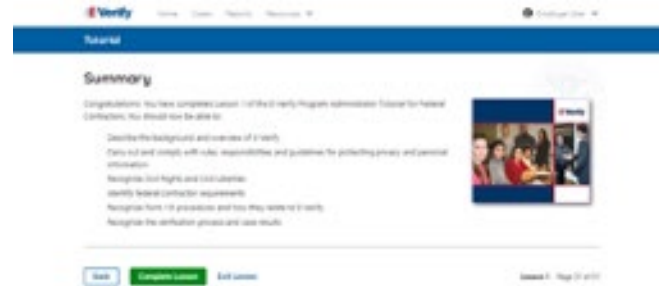 E-Verify Home Cases Reports Resources
Tutorial
Summary
Congratulations. You have completed Lesson 1 of the E-Verify Program Administrator Tutorial for Federal
Contractors. You should now be able to:
Describe the background and overview of E-Verify
Carry out and comply with rules, responsibilities and guidelines for protecting privacy and personal
information
Recognize Civil Rights and Civil Liberties
Identify federal contractor requirements
Recognize Form I-9 procedures and how they relate to E-Verify
Recognize the verification process and case results
E-Verify
Back Complete Lesson Exit Lesson Lesson 1 Page